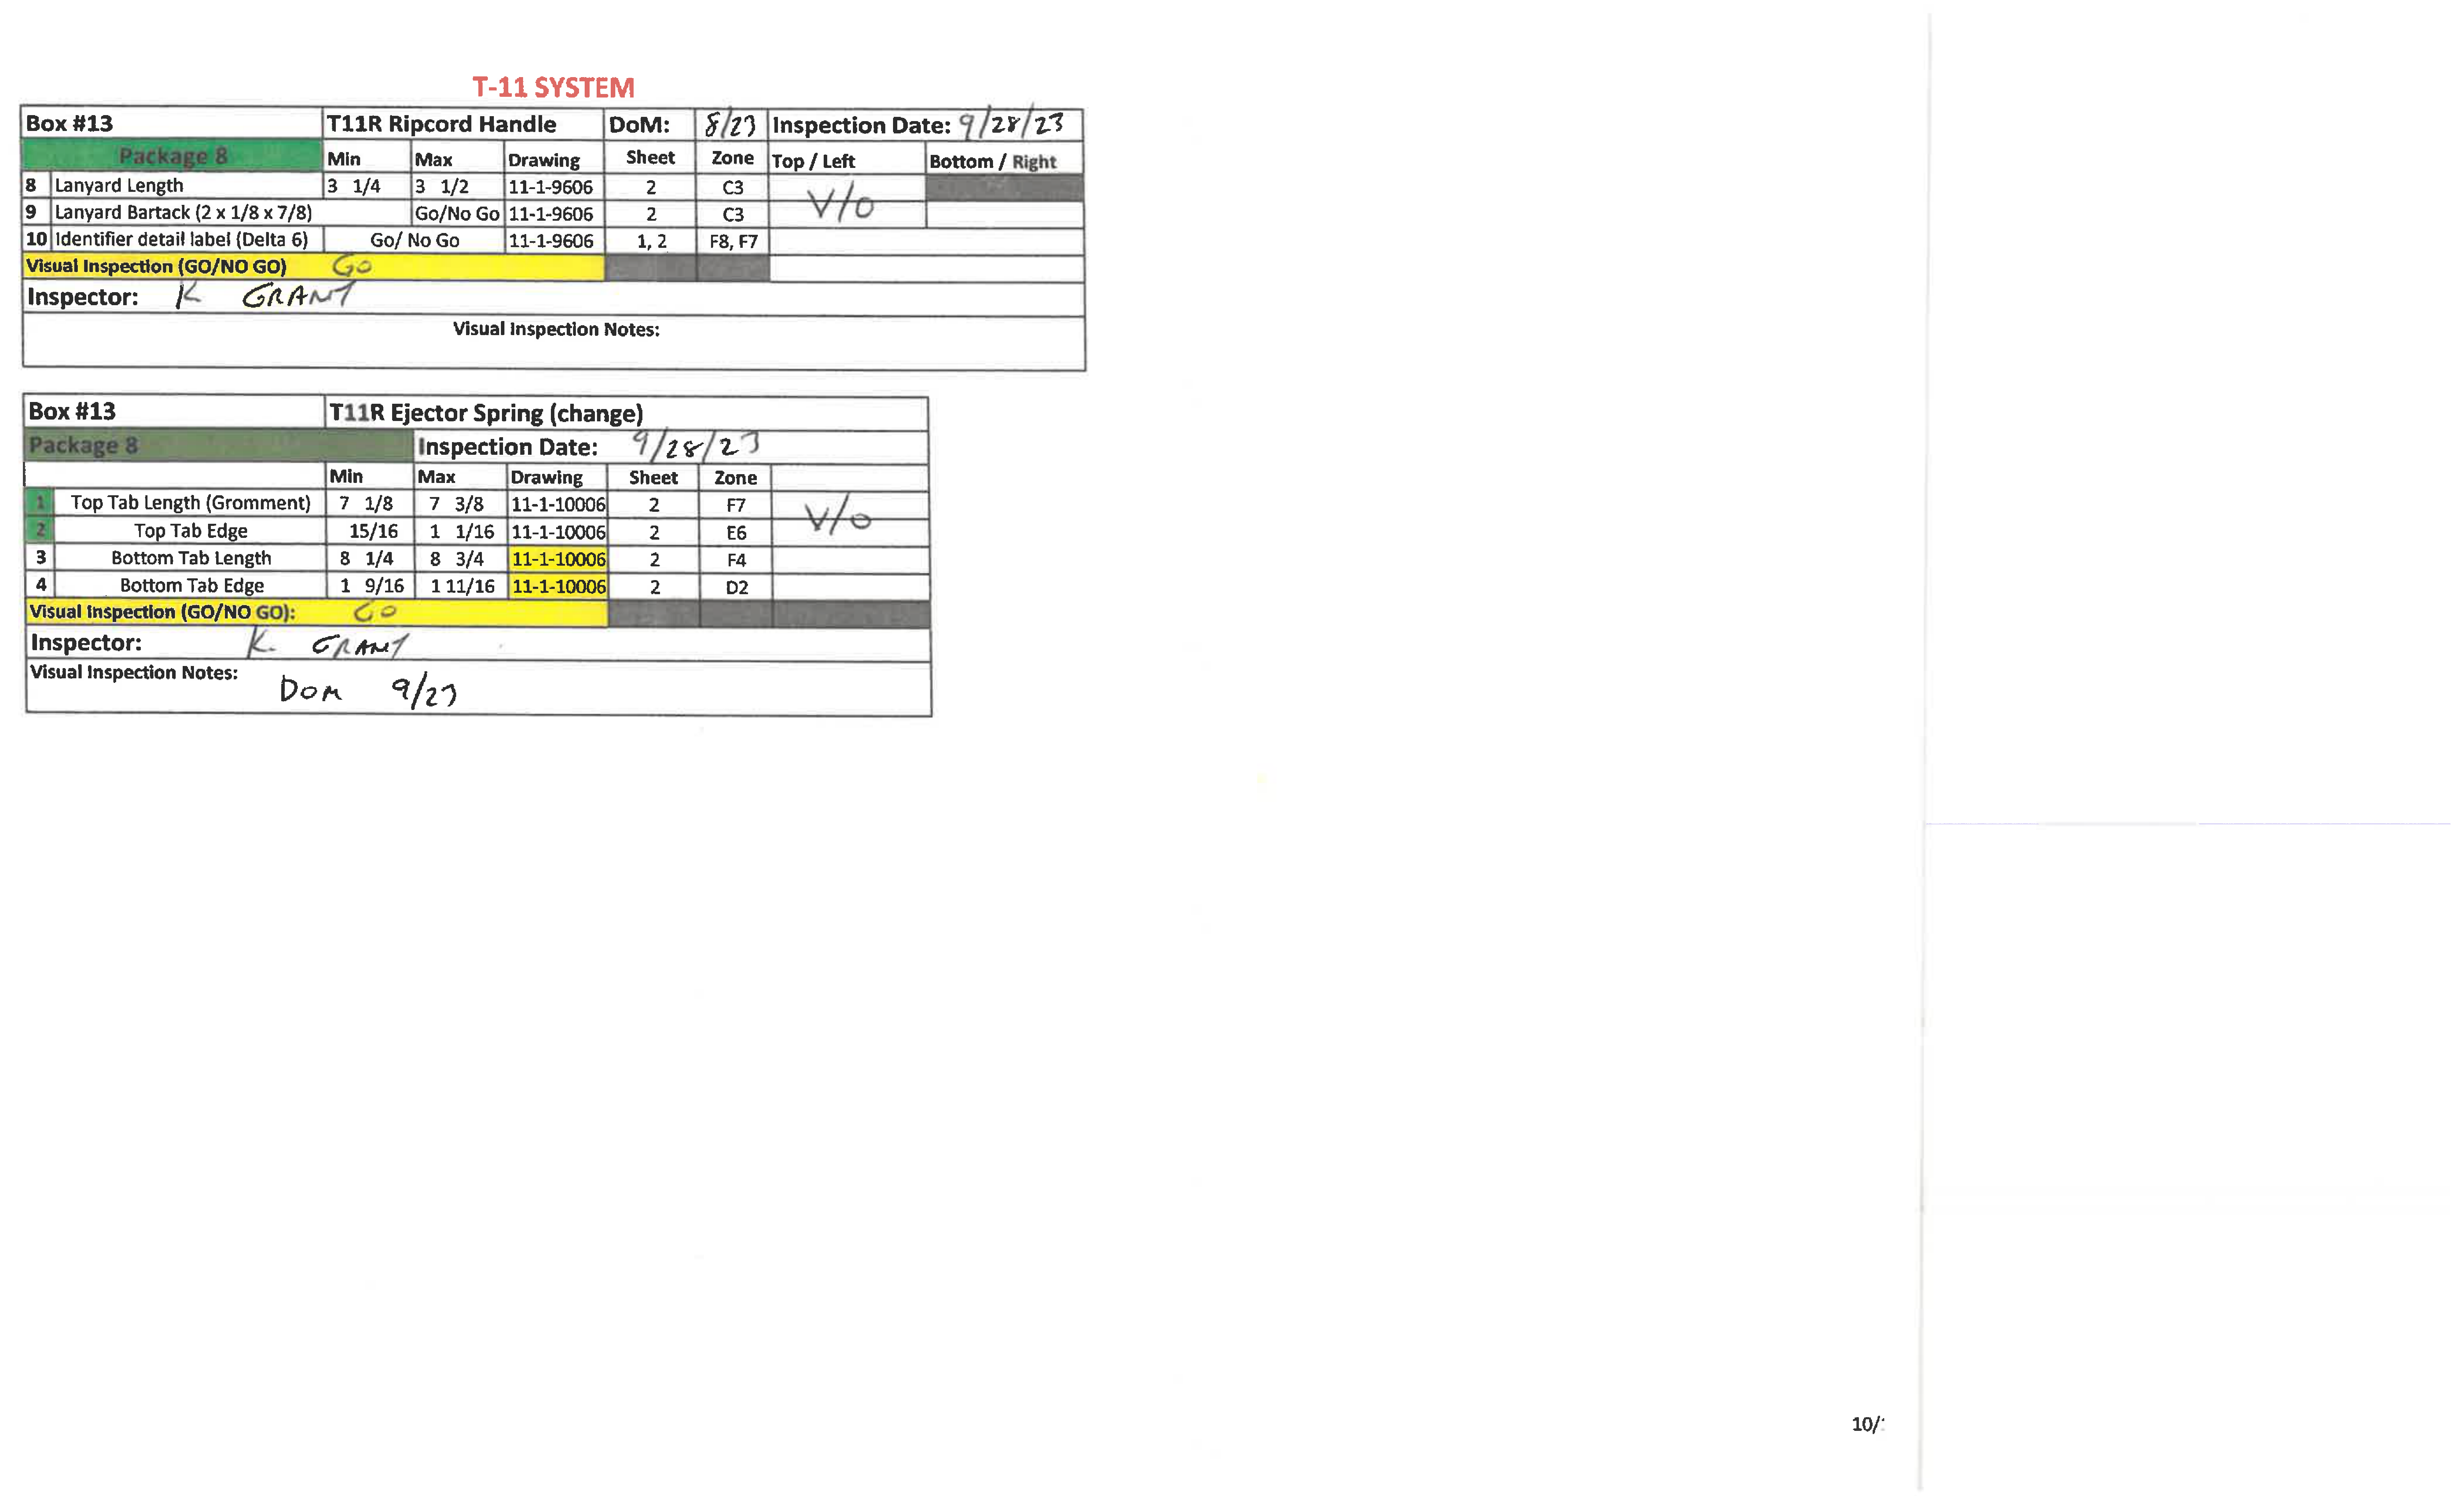 T-11 SYSTEM
Box #13 T11R Ripcord Handle DoM: 8/23 Inspection Date: 9/28/23
Package 8 Min Max Drawing Sheet Zone Top / Left Bottom / Right
8 Lanyard Length 3 1/4 3 1/2 11-1-9606 2 C3 V/O
9 Lanyard Bartack (2 x 1/8 x 7/8) Go/No Go 11-1-9606 2 C3
10 Identifier detail label (Delta 6) Go/ No Go 11-1-9606 1, 2 F8, F7
Visual Inspection (GO/NO GO) GO
Inspector: K GRANT
Visual Inspection Notes:
Box #13 T11R Ejector Spring (change)
Package 8 Inspection Date: 9/28/23
Min Max Drawing Sheet Zone
1 Top Tab Length (Gromment) 7 1/8 7 3/8 11-1-10006 2 F7 V/O
2 Top Tab Edge 15/16 1 1/16 11-1-10006 2 E6
3 Bottom Tab Length 8 1/4 8 3/4 11-1-10006 2 F4
4 Bottom Tab Edge 1 9/16 1 11/16 11-1-10006 2 D2
Visual Inspection (GO/NO GO): GO
Inspector: K. GRANT
Visual Inspection Notes:
DOM 9/23
10/